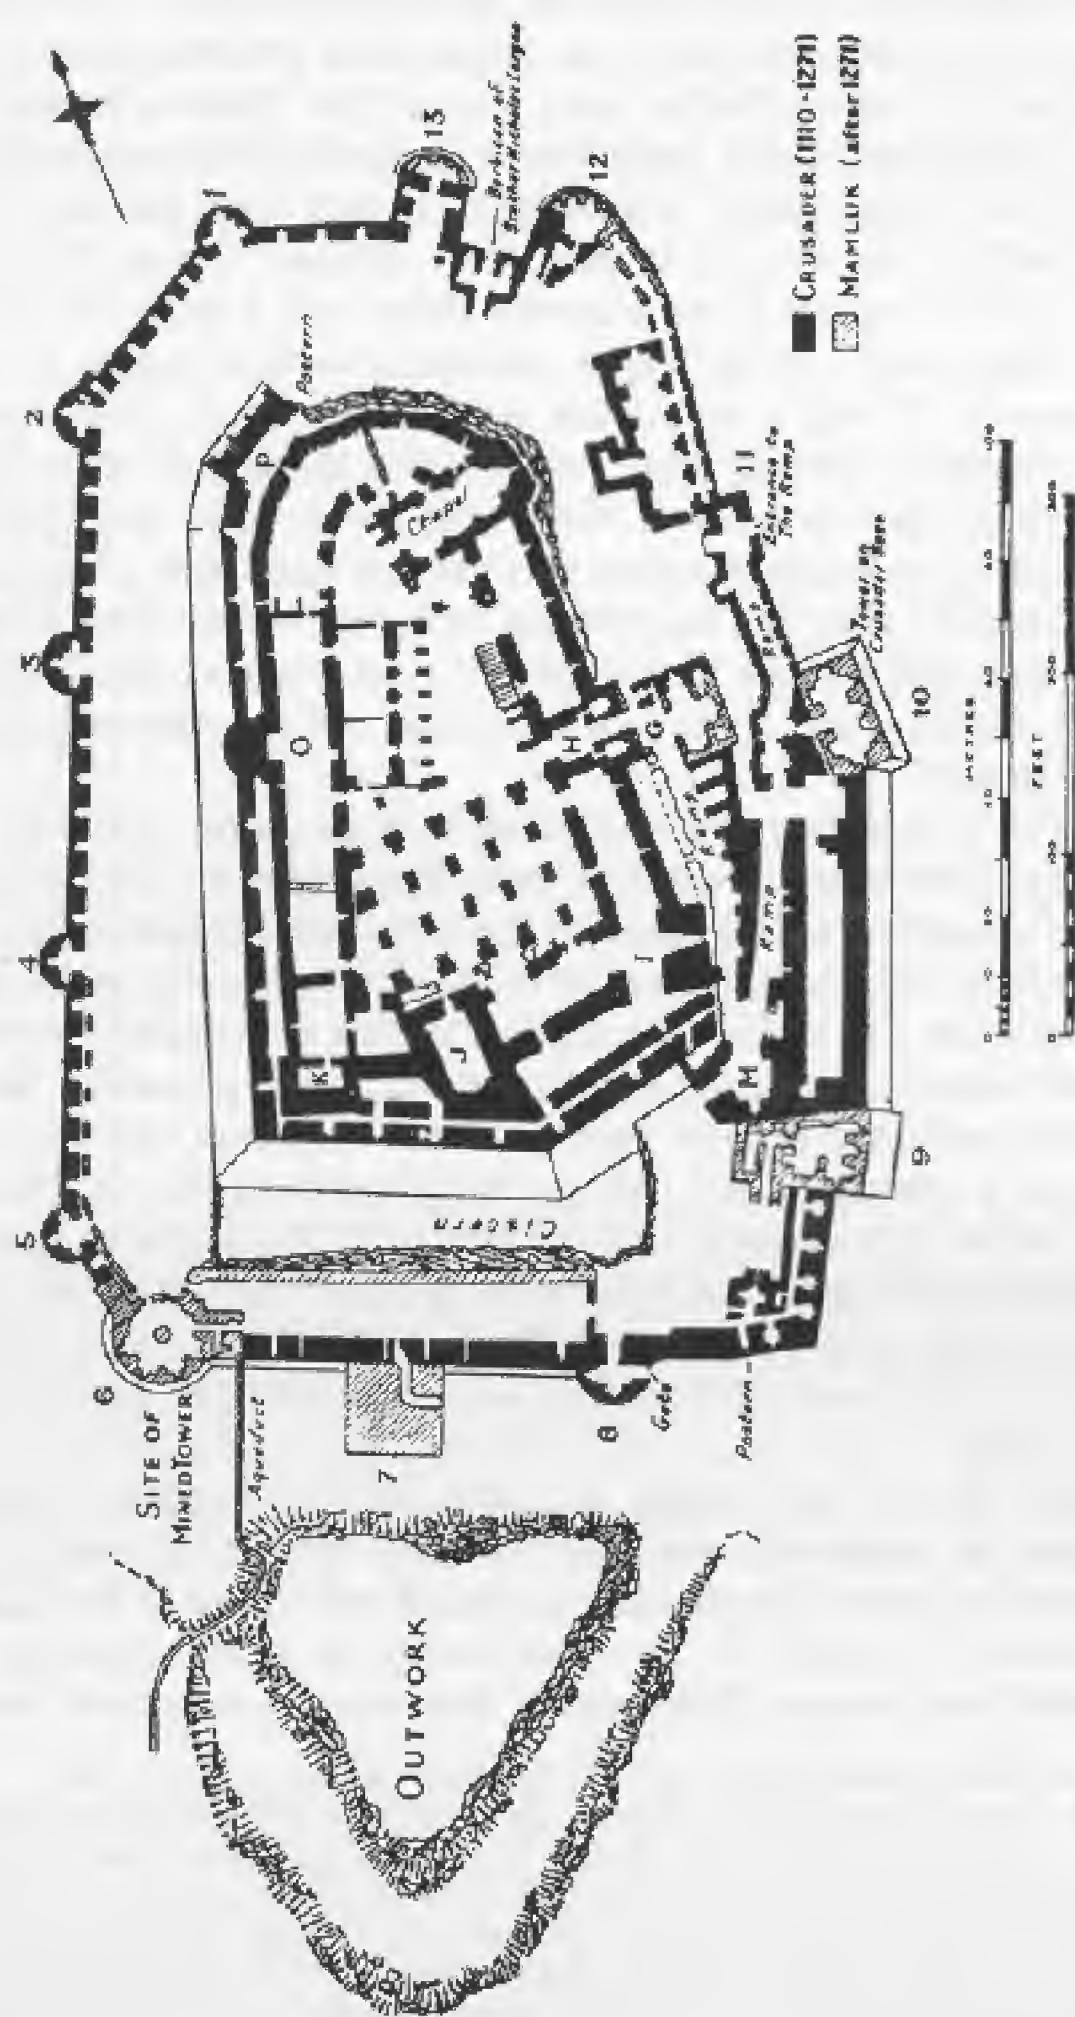 1
2
3
4
5
6
7
8
9
10
11
12
13
Barbican of
Brother Nicholas Lorgne
Postern
P
Chapel
O
H
G
Ramp
Entrance to
The Ramp
Ramp
Tower on
Crusader Base
Ramp
I
J
K
M
Cistern
SITE OF
MINED TOWER
Aqueduct
Gate
Postern
OUTWORK
CRUSADER (1110-1271)
MAMLUK (after 1271)
METRES
FEET